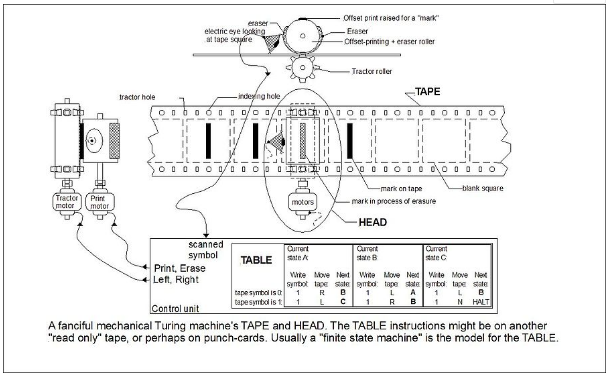 eraser
electric eye looking
at tape square
Offset print raised for a "mark"
Eraser
Offset-printing + eraser roller
Tractor roller
tractor hole
indexing hole
TAPE
Tractor
motor
Print
motor
motors
mark on tape
blank square
mark in process of erasure
HEAD
scanned
symbol
Print, Erase
Left, Right
Control unit
TABLE
Current
state A:
Current
state B
Current
state C:
Write
symbol:
Move
tape:
Next
state:
Write
symbol:
Move
tape:
Next
state:
Write
symbol:
Move
tape:
Next
state:
tape symbol is 0: 1 R B 1 L A 1 L B
tape symbol is 1: 1 L C 1 R B 1 N HALT
A fanciful mechanical Turing machine's TAPE and HEAD. The TABLE instructions might be on another
"read only" tape, or perhaps on punch-cards. Usually a "finite state machine" is the model for the TABLE.